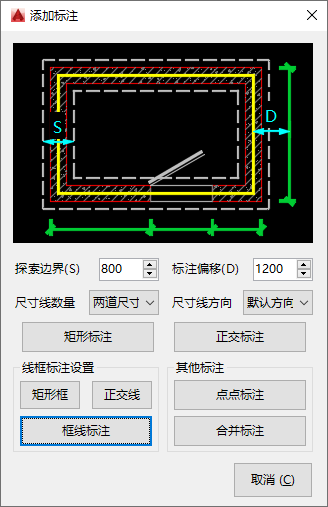 添加标注
S
D
探索边界(S) 800 标注偏移(D) 1200
尺寸线数量 两道尺寸 尺寸线方向 默认方向
矩形标注 正交标注
线框标注设置 其他标注
矩形框 正交线 点点标注
框线标注 合并标注
取消 (C)